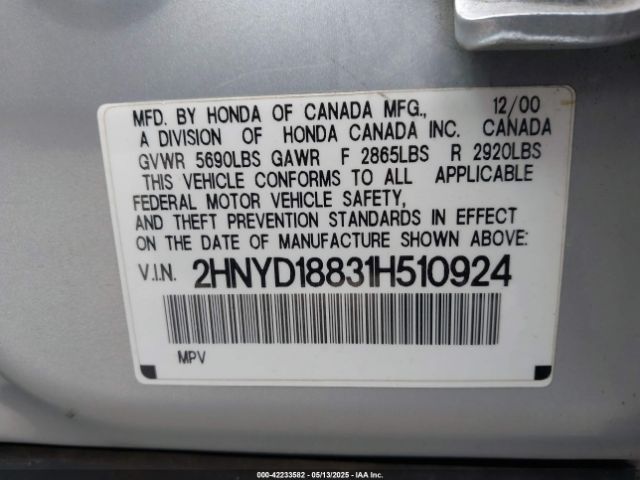 MFD. BY HONDA OF CANADA MFG., 12/00
A DIVISION OF HONDA CANADA INC. CANADA
GVWR 5690LBS GAWR F 2865LBS R 2920LBS
THIS VEHICLE CONFORMS TO ALL APPLICABLE
FEDERAL MOTOR VEHICLE SAFETY,
AND THEFT PREVENTION STANDARDS IN EFFECT
ON THE DATE OF MANUFACTURE SHOWN ABOVE:
V.I.N. 2HNYD18831H510924
MPV
000-42233582 - 05/13/2025 - IAA Inc.